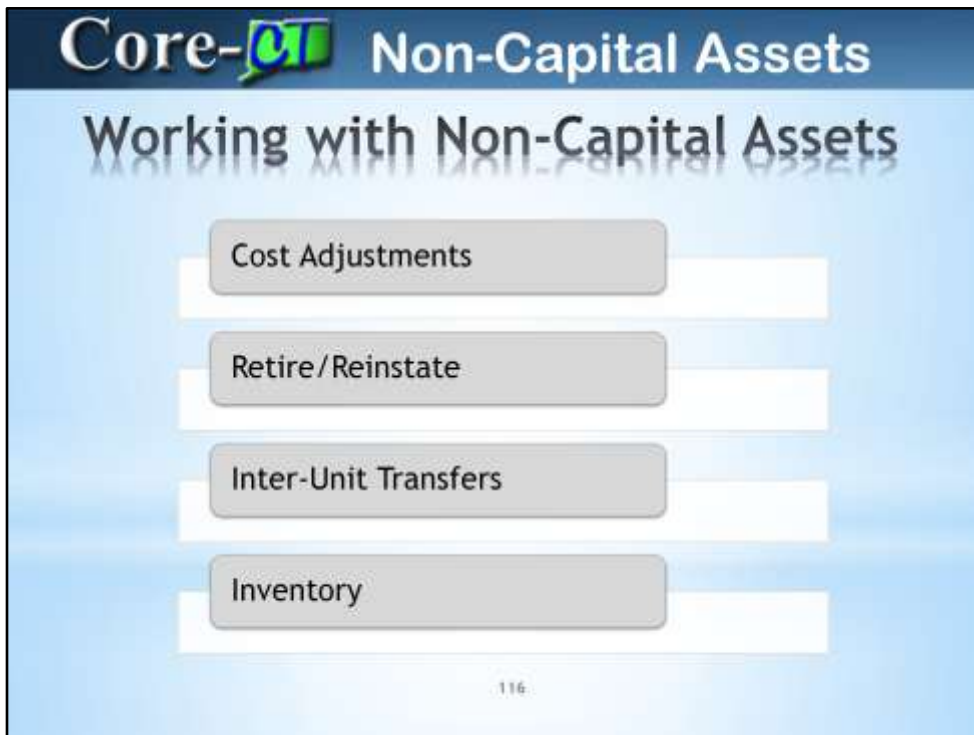 Core-CT Non-Capital Assets
Working with Non-Capital Assets
Cost Adjustments
Retire/Reinstate
Inter-Unit Transfers
Inventory
116